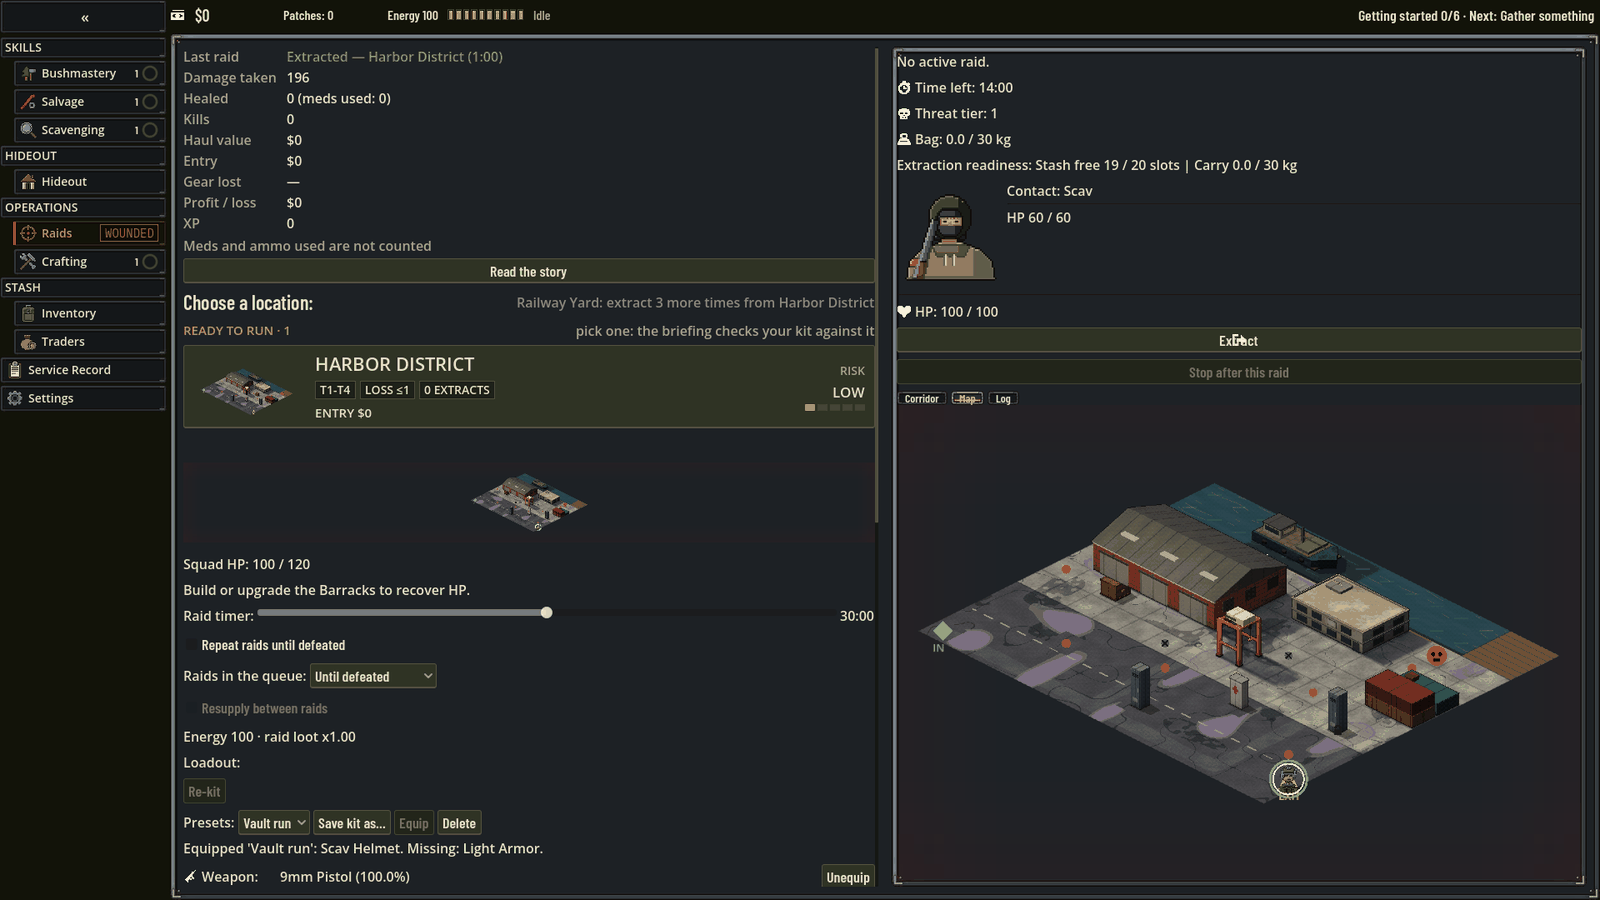 «
$0
Patches: 0
Energy 100
Idle
Getting started 0/6 · Next: Gather something
SKILLS
Bushmastery 1
Salvage 1
Scavenging 1
HIDEOUT
Hideout
OPERATIONS
Raids WOUNDED
Crafting 1
STASH
Inventory
Traders
Service Record
Settings
Last raid Extracted — Harbor District (1:00)
Damage taken 196
Healed 0 (meds used: 0)
Kills 0
Haul value $0
Entry $0
Gear lost —
Profit / loss $0
XP 0
Meds and ammo used are not counted
Read the story
Choose a location: Railway Yard: extract 3 more times from Harbor District
READY TO RUN · 1 pick one: the briefing checks your kit against it
HARBOR DISTRICT
T1-T4 LOSS ≤1 0 EXTRACTS
ENTRY $0
RISK
LOW
Squad HP: 100 / 120
Build or upgrade the Barracks to recover HP.
Raid timer: 30:00
Repeat raids until defeated
Raids in the queue: Until defeated
Resupply between raids
Energy 100 · raid loot x1.00
Loadout:
Re-kit
Presets: Vault run Save kit as... Equip Delete
Equipped 'Vault run': Scav Helmet. Missing: Light Armor.
Weapon: 9mm Pistol (100.0%) Unequip
No active raid.
Time left: 14:00
Threat tier: 1
Bag: 0.0 / 30 kg
Extraction readiness: Stash free 19 / 20 slots | Carry 0.0 / 30 kg
Contact: Scav
HP 60 / 60
HP: 100 / 100
Extract
Stop after this raid
Corridor Map Log
IN